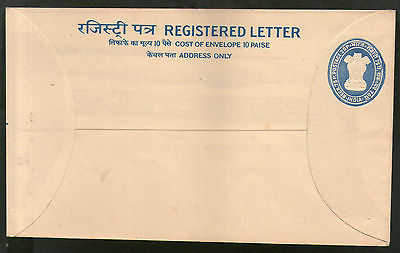 रजिस्ट्री पत्र REGISTERED LETTER
लिफाफे का मूल्य 10 पैसे COST OF ENVELOPE 10 PAISE
केवल पता ADDRESS ONLY